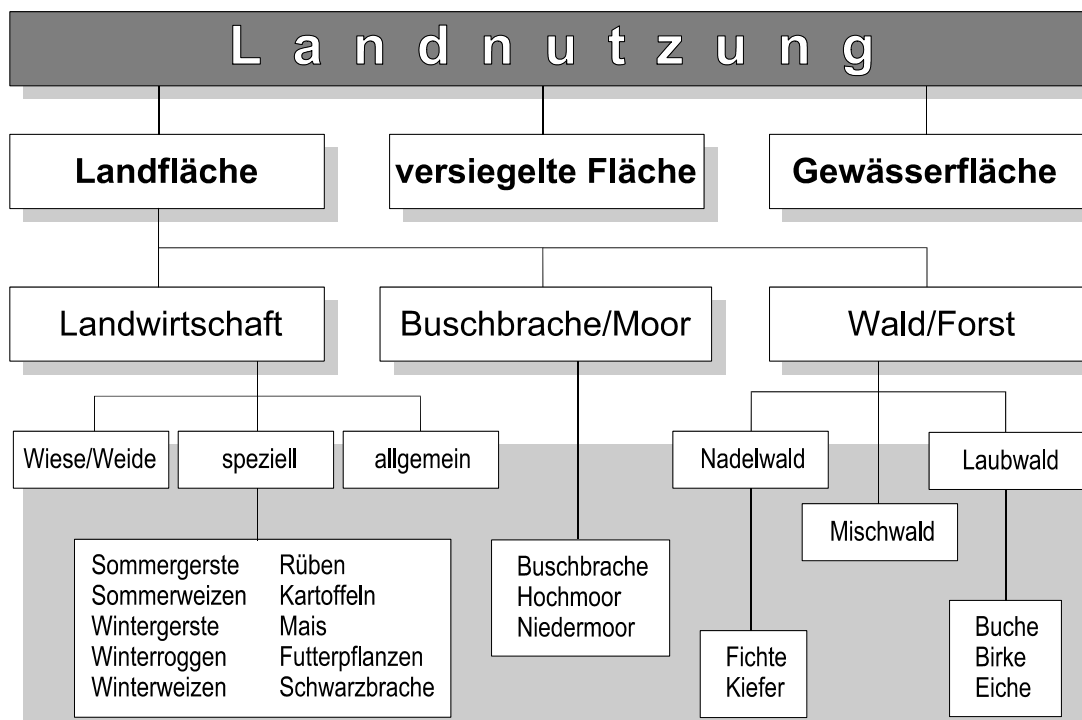 Landnutzung
Landfläche
versiegelte Fläche
Gewässerfläche
Landwirtschaft
Buschbrache/Moor
Wald/Forst
Wiese/Weide
speziell
allgemein
Nadelwald
Laubwald
Mischwald
Sommergerste
Sommerweizen
Wintergerste
Winterroggen
Winterweizen
Rüben
Kartoffeln
Mais
Futterpflanzen
Schwarzbrache
Buschbrache
Hochmoor
Niedermoor
Fichte
Kiefer
Buche
Birke
Eiche